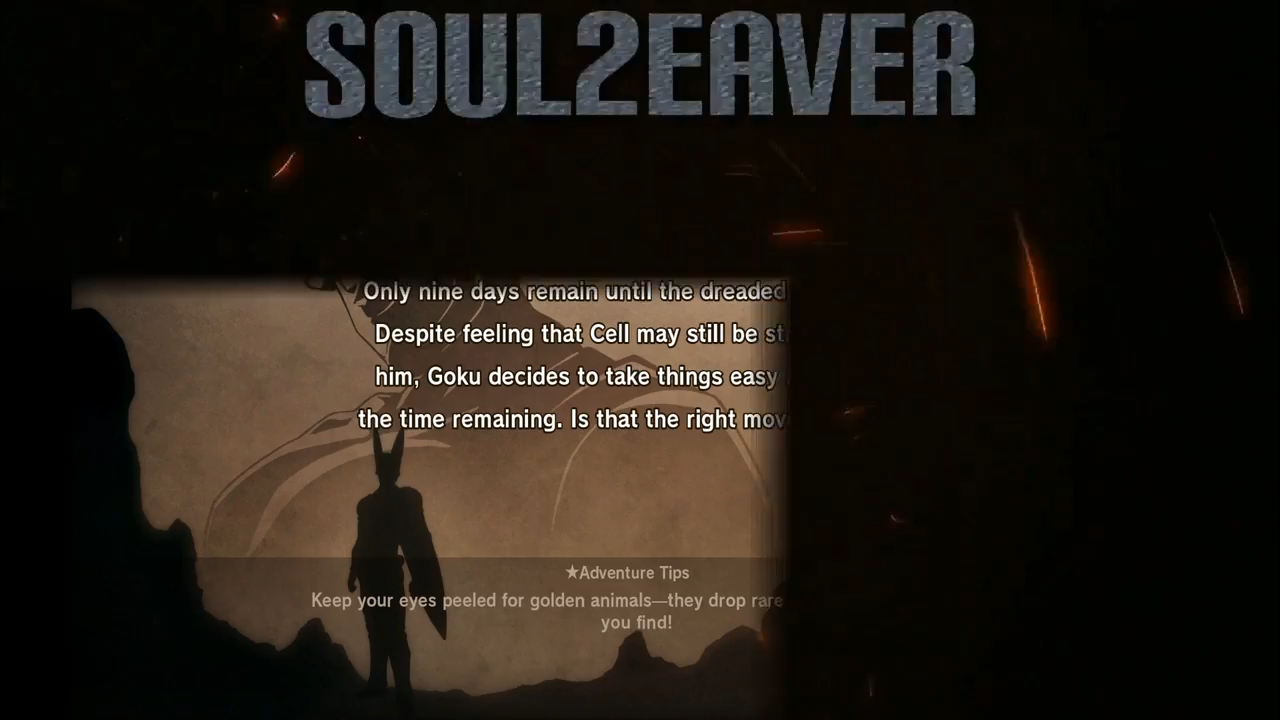 SOUL2EAVER
Only nine days remain until the dreaded
Despite feeling that Cell may still be
him, Goku decides to take things easy
the time remaining. Is that the right
★Adventure Tips
Keep your eyes peeled for golden animals—they drop rare
you find!